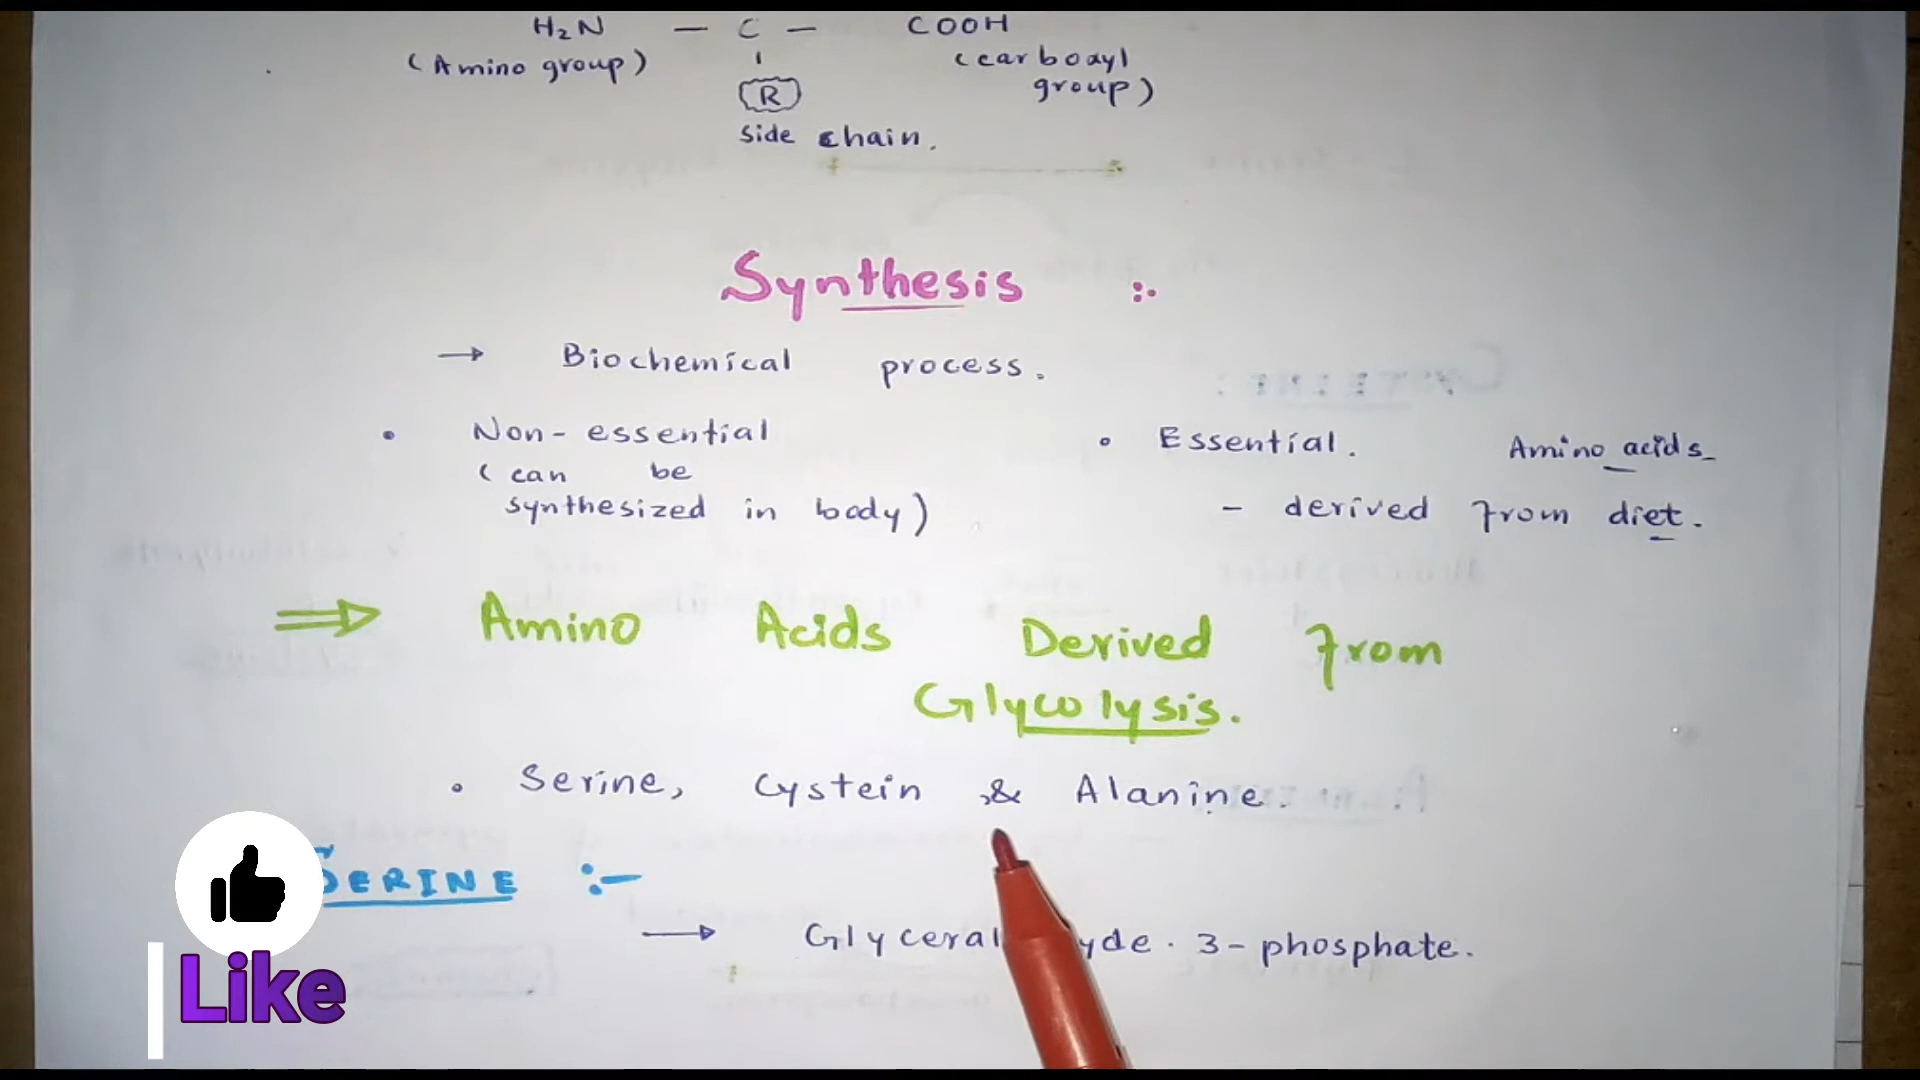 H₂N — C — COOH
(Amino group) (carboxyl
group)
R
side chain.
Synthesis :-
→ Biochemical process.
• Non-essential • Essential. Amino acids
(can be
synthesized in body) - derived from diet.
⇒ Amino Acids Derived from
Glycolysis.
• Serine, Cystein & Alanine.
SERINE :-
→ Glyceral yde. 3-phosphate.
Like